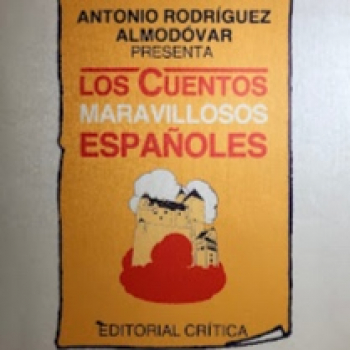 ANTONIO RODRÍGUEZ
ALMODÓVAR
PRESENTA
LOS CUENTOS
MARAVILLOSOS
ESPAÑOLES
EDITORIAL CRÍTICA